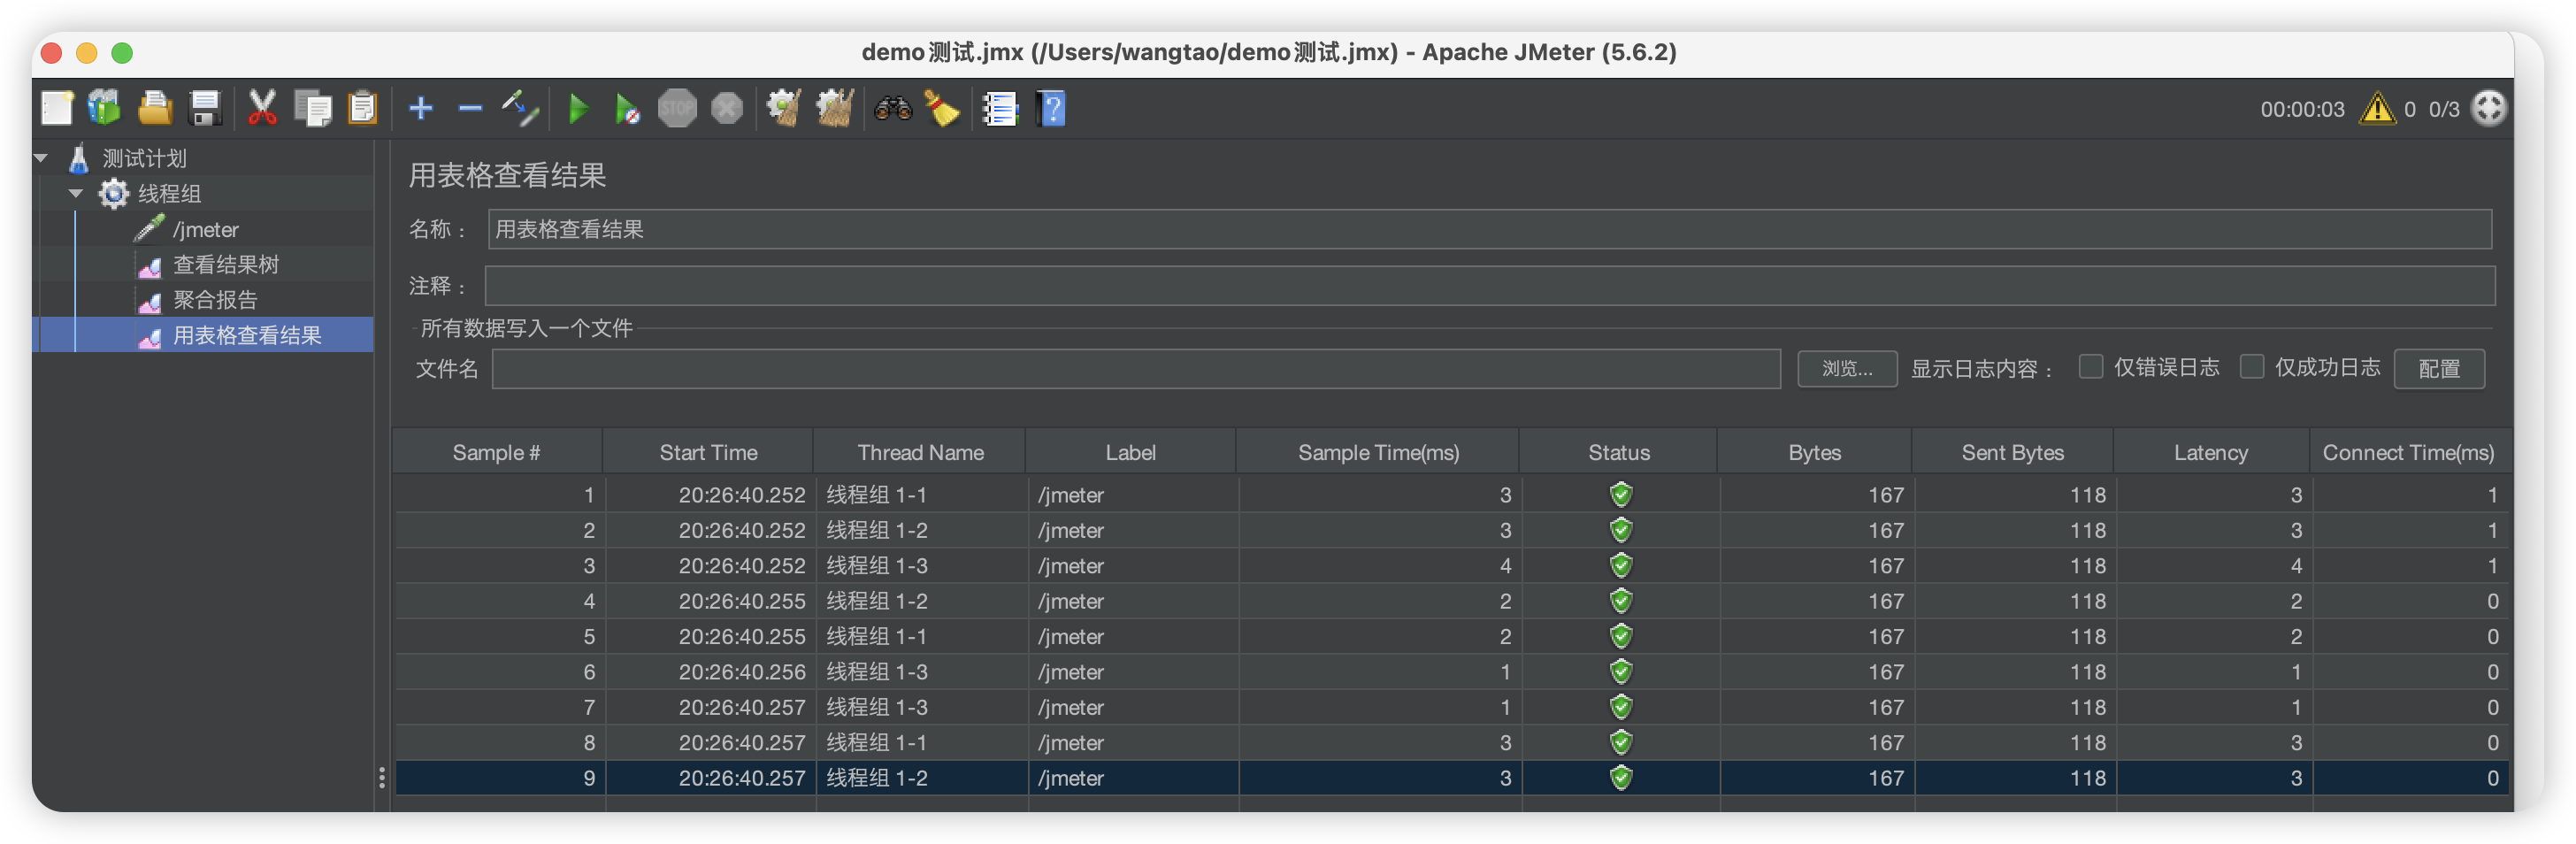 demo测试.jmx (/Users/wangtao/demo测试.jmx) - Apache JMeter (5.6.2)
STOP 00:00:03 0 0/3
测试计划
线程组
/jmeter
查看结果树
聚合报告
用表格查看结果
用表格查看结果
名称： 用表格查看结果
注释：
所有数据写入一个文件
文件名 浏览... 显示日志内容： 仅错误日志 仅成功日志 配置
Sample # Start Time Thread Name Label Sample Time(ms) Status Bytes Sent Bytes Latency Connect Time(ms)
1 20:26:40.252 线程组 1-1 /jmeter 3 167 118 3 1
2 20:26:40.252 线程组 1-2 /jmeter 3 167 118 3 1
3 20:26:40.252 线程组 1-3 /jmeter 4 167 118 4 1
4 20:26:40.255 线程组 1-2 /jmeter 2 167 118 2 0
5 20:26:40.255 线程组 1-1 /jmeter 2 167 118 2 0
6 20:26:40.256 线程组 1-3 /jmeter 1 167 118 1 0
7 20:26:40.257 线程组 1-3 /jmeter 1 167 118 1 0
8 20:26:40.257 线程组 1-1 /jmeter 3 167 118 3 0
9 20:26:40.257 线程组 1-2 /jmeter 3 167 118 3 0